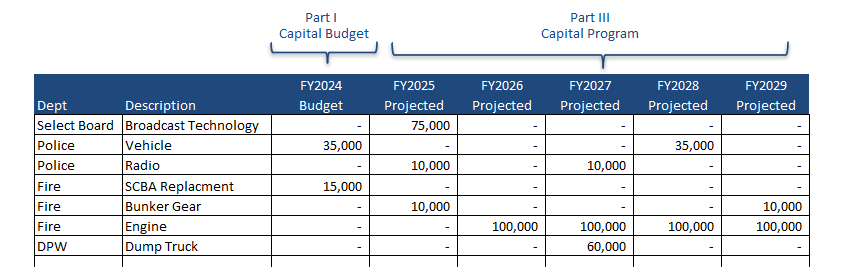 Part I
Capital Budget
Part III
Capital Program
FY2024 FY2025 FY2026 FY2027 FY2028 FY2029
Dept Description Budget Projected Projected Projected Projected Projected
Select Board Broadcast Technology - 75,000 - - - -
Police Vehicle 35,000 - - - 35,000 -
Police Radio - 10,000 - 10,000 - -
Fire SCBA Replacment 15,000 - - - - -
Fire Bunker Gear - 10,000 - - - 10,000
Fire Engine - - 100,000 100,000 100,000 100,000
DPW Dump Truck - - - 60,000 - -